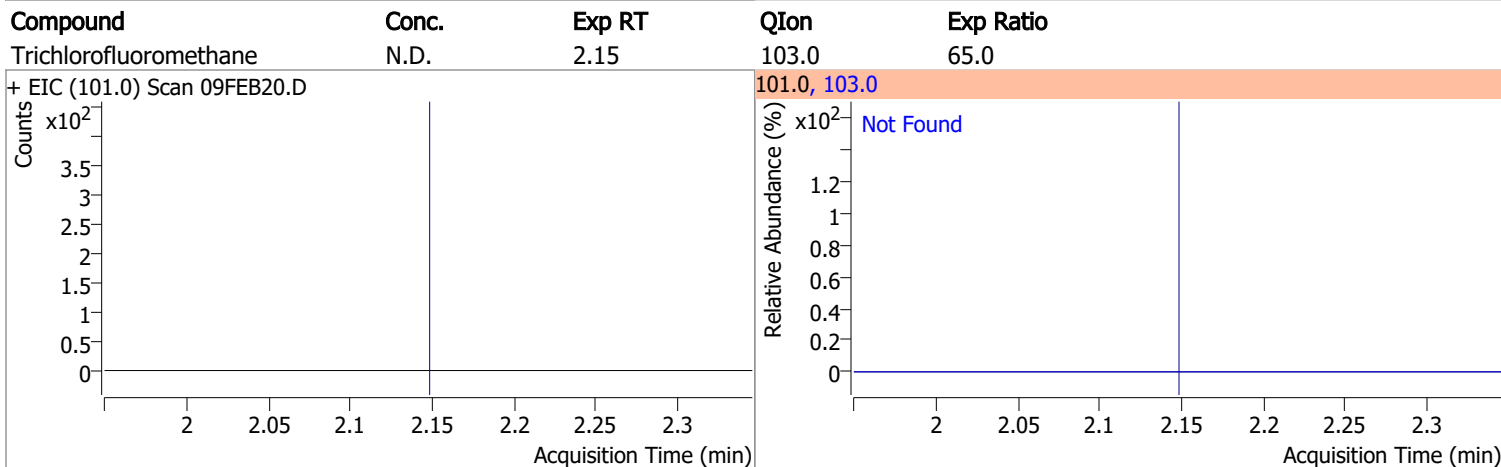 Compound Conc. Exp RT QIon Exp Ratio
Trichlorofluoromethane N.D. 2.15 103.0 65.0
+ EIC (101.0) Scan 09FEB20.D
Counts
x10²
3.5
3
2.5
2
1.5
1
0.5
0
2 2.05 2.1 2.15 2.2 2.25 2.3
Acquisition Time (min)
101.0, 103.0
Relative Abundance (%)
x10²
Not Found
1.2
1
0.8
0.6
0.4
0.2
0
2 2.05 2.1 2.15 2.2 2.25 2.3
Acquisition Time (min)